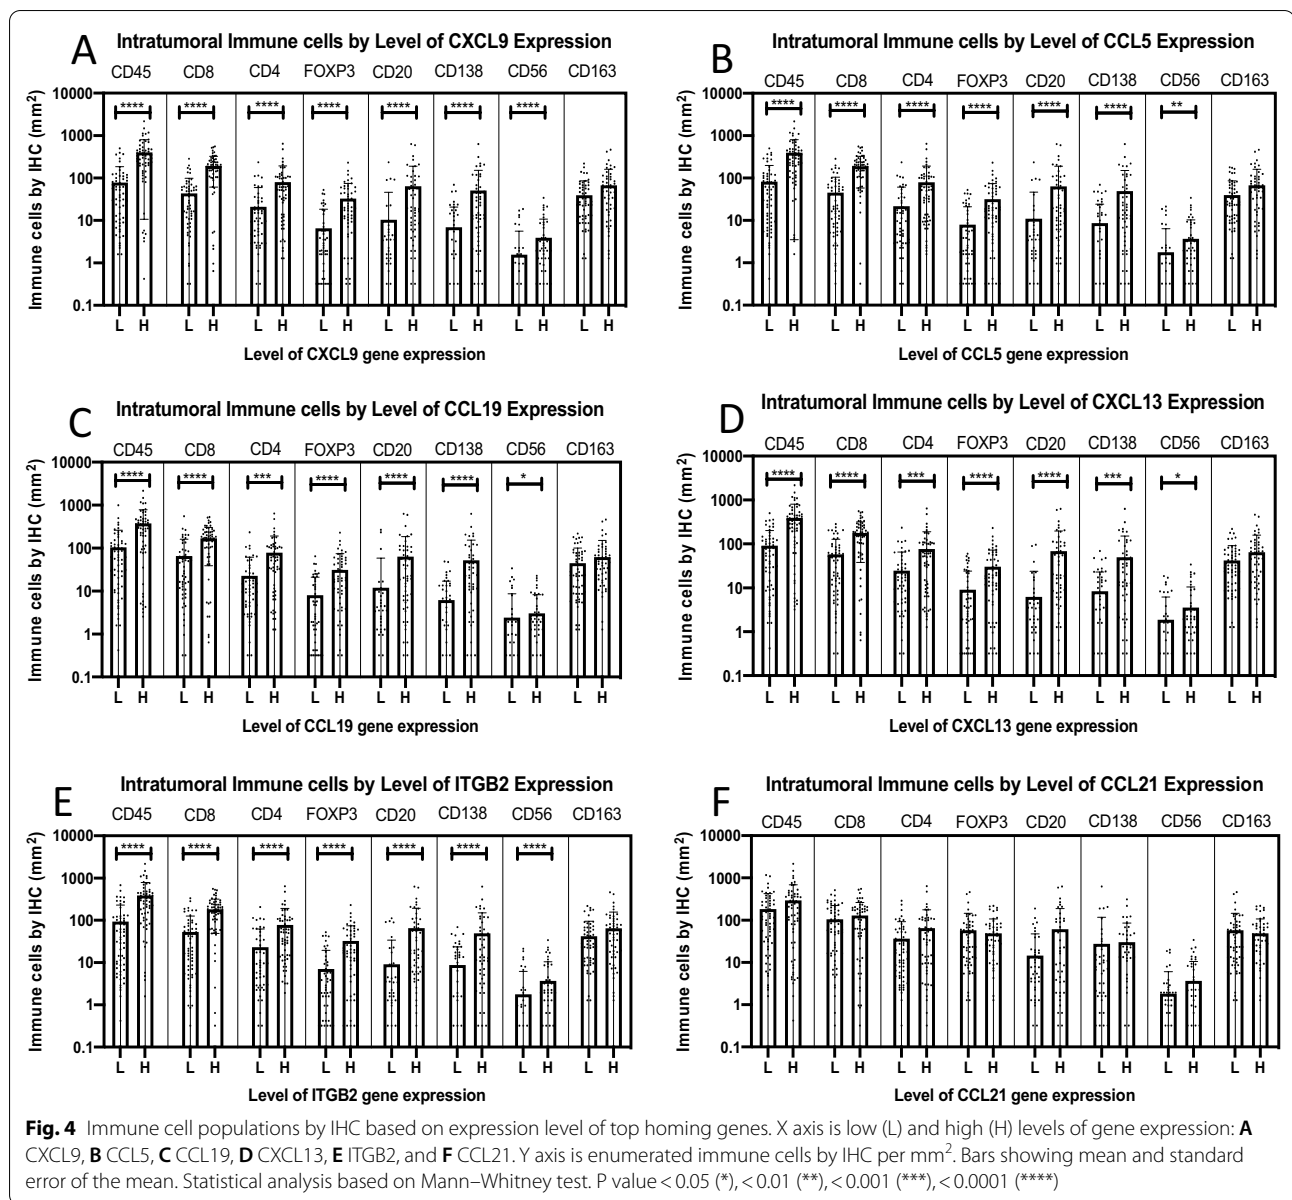 A
Intratumoral Immune cells by Level of CXCL9 Expression
CD45 CD8 CD4 FOXP3 CD20 CD138 CD56 CD163
Immune cells by IHC (mm²)
10000
1000
100
10
1
0.1
**** **** **** **** **** **** ****
L H L H L H L H L H L H L H L H
Level of CXCL9 gene expression
B
Intratumoral Immune cells by Level of CCL5 Expression
CD45 CD8 CD4 FOXP3 CD20 CD138 CD56 CD163
Immune cells by IHC (mm²)
10000
1000
100
10
1
0.1
**** **** **** **** **** **** **
L H L H L H L H L H L H L H L H
Level of CCL5 gene expression
C
Intratumoral Immune cells by Level of CCL19 Expression
CD45 CD8 CD4 FOXP3 CD20 CD138 CD56 CD163
Immune cells by IHC (mm²)
10000
1000
100
10
1
0.1
**** **** *** **** **** **** *
L H L H L H L H L H L H L H L H
Level of CCL19 gene expression
D
Intratumoral Immune cells by Level of CXCL13 Expression
CD45 CD8 CD4 FOXP3 CD20 CD138 CD56 CD163
Immune cells by IHC (mm²)
10000
1000
100
10
1
0.1
**** **** *** **** **** *** *
L H L H L H L H L H L H L H L H
Level of CXCL13 gene expression
E
Intratumoral Immune cells by Level of ITGB2 Expression
CD45 CD8 CD4 FOXP3 CD20 CD138 CD56 CD163
Immune cells by IHC (mm²)
10000
1000
100
10
1
0.1
**** **** **** **** **** **** ****
L H L H L H L H L H L H L H L H
Level of ITGB2 gene expression
F
Intratumoral Immune cells by Level of CCL21 Expression
CD45 CD8 CD4 FOXP3 CD20 CD138 CD56 CD163
Immune cells by IHC (mm²)
10000
1000
100
10
1
0.1
L H L H L H L H L H L H L H L H
Level of CCL21 gene expression
Fig. 4 Immune cell populations by IHC based on expression level of top homing genes. X axis is low (L) and high (H) levels of gene expression: A
CXCL9, B CCL5, C CCL19, D CXCL13, E ITGB2, and F CCL21. Y axis is enumerated immune cells by IHC per mm². Bars showing mean and standard
error of the mean. Statistical analysis based on Mann–Whitney test. P value < 0.05 (*), < 0.01 (**), < 0.001 (***), < 0.0001 (****)